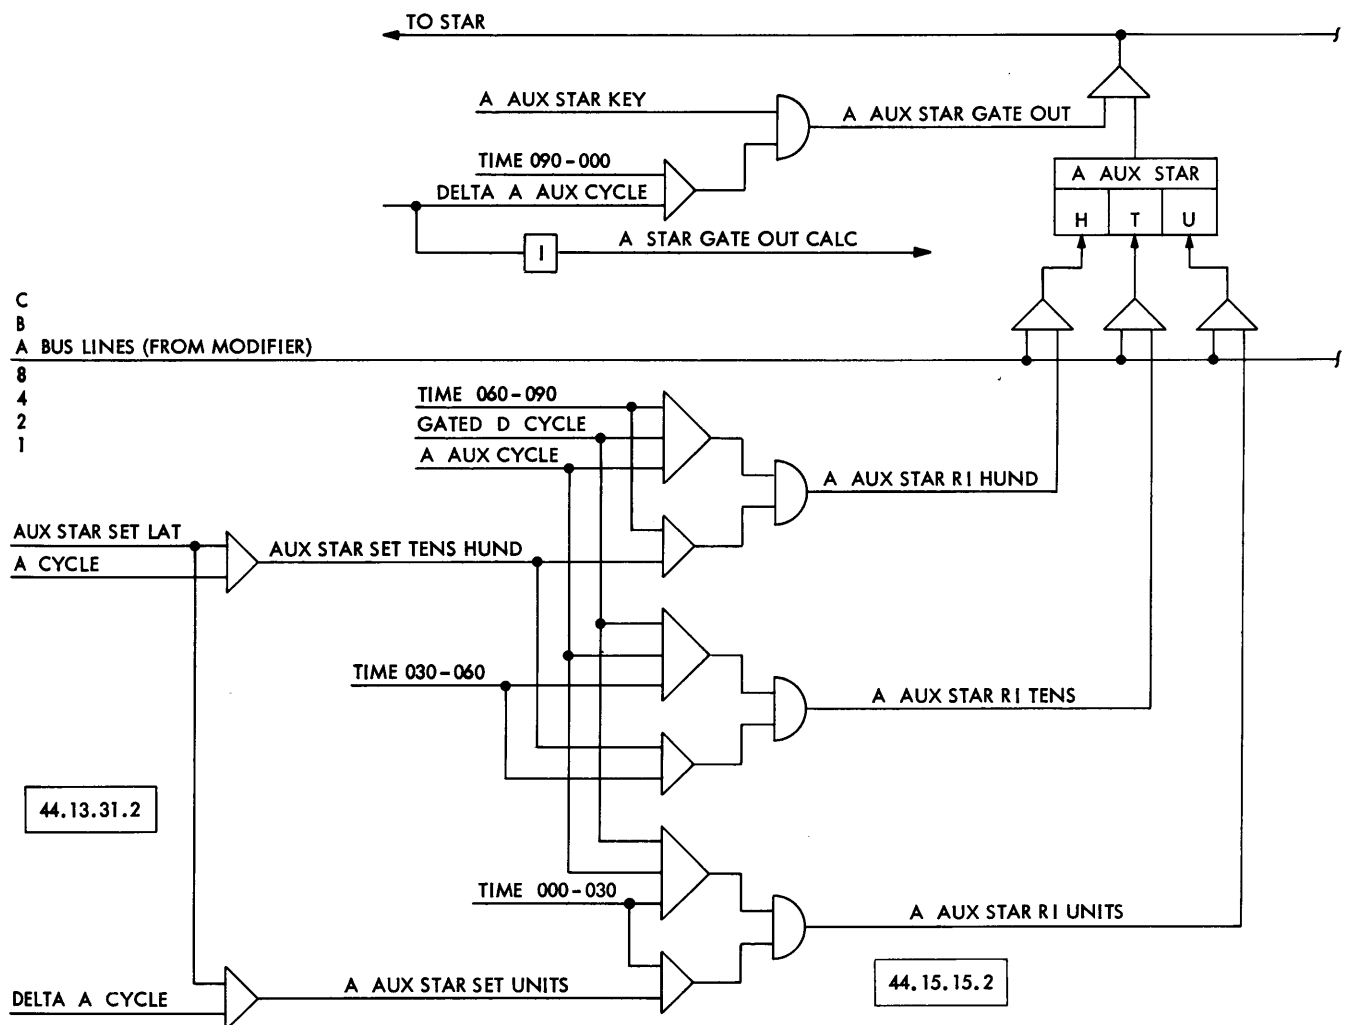 TO STAR
A AUX STAR KEY
A AUX STAR GATE OUT
TIME 090-000
DELTA A AUX CYCLE
A STAR GATE OUT CALC
I
A AUX STAR
H T U
C
B
A BUS LINES (FROM MODIFIER)
8
4
2
1
TIME 060-090
GATED D CYCLE
A AUX CYCLE
A AUX STAR RI HUND
AUX STAR SET LAT
A CYCLE
AUX STAR SET TENS HUND
TIME 030-060
A AUX STAR RI TENS
44.13.31.2
TIME 000-030
A AUX STAR RI UNITS
A AUX STAR SET UNITS
DELTA A CYCLE
44.15.15.2